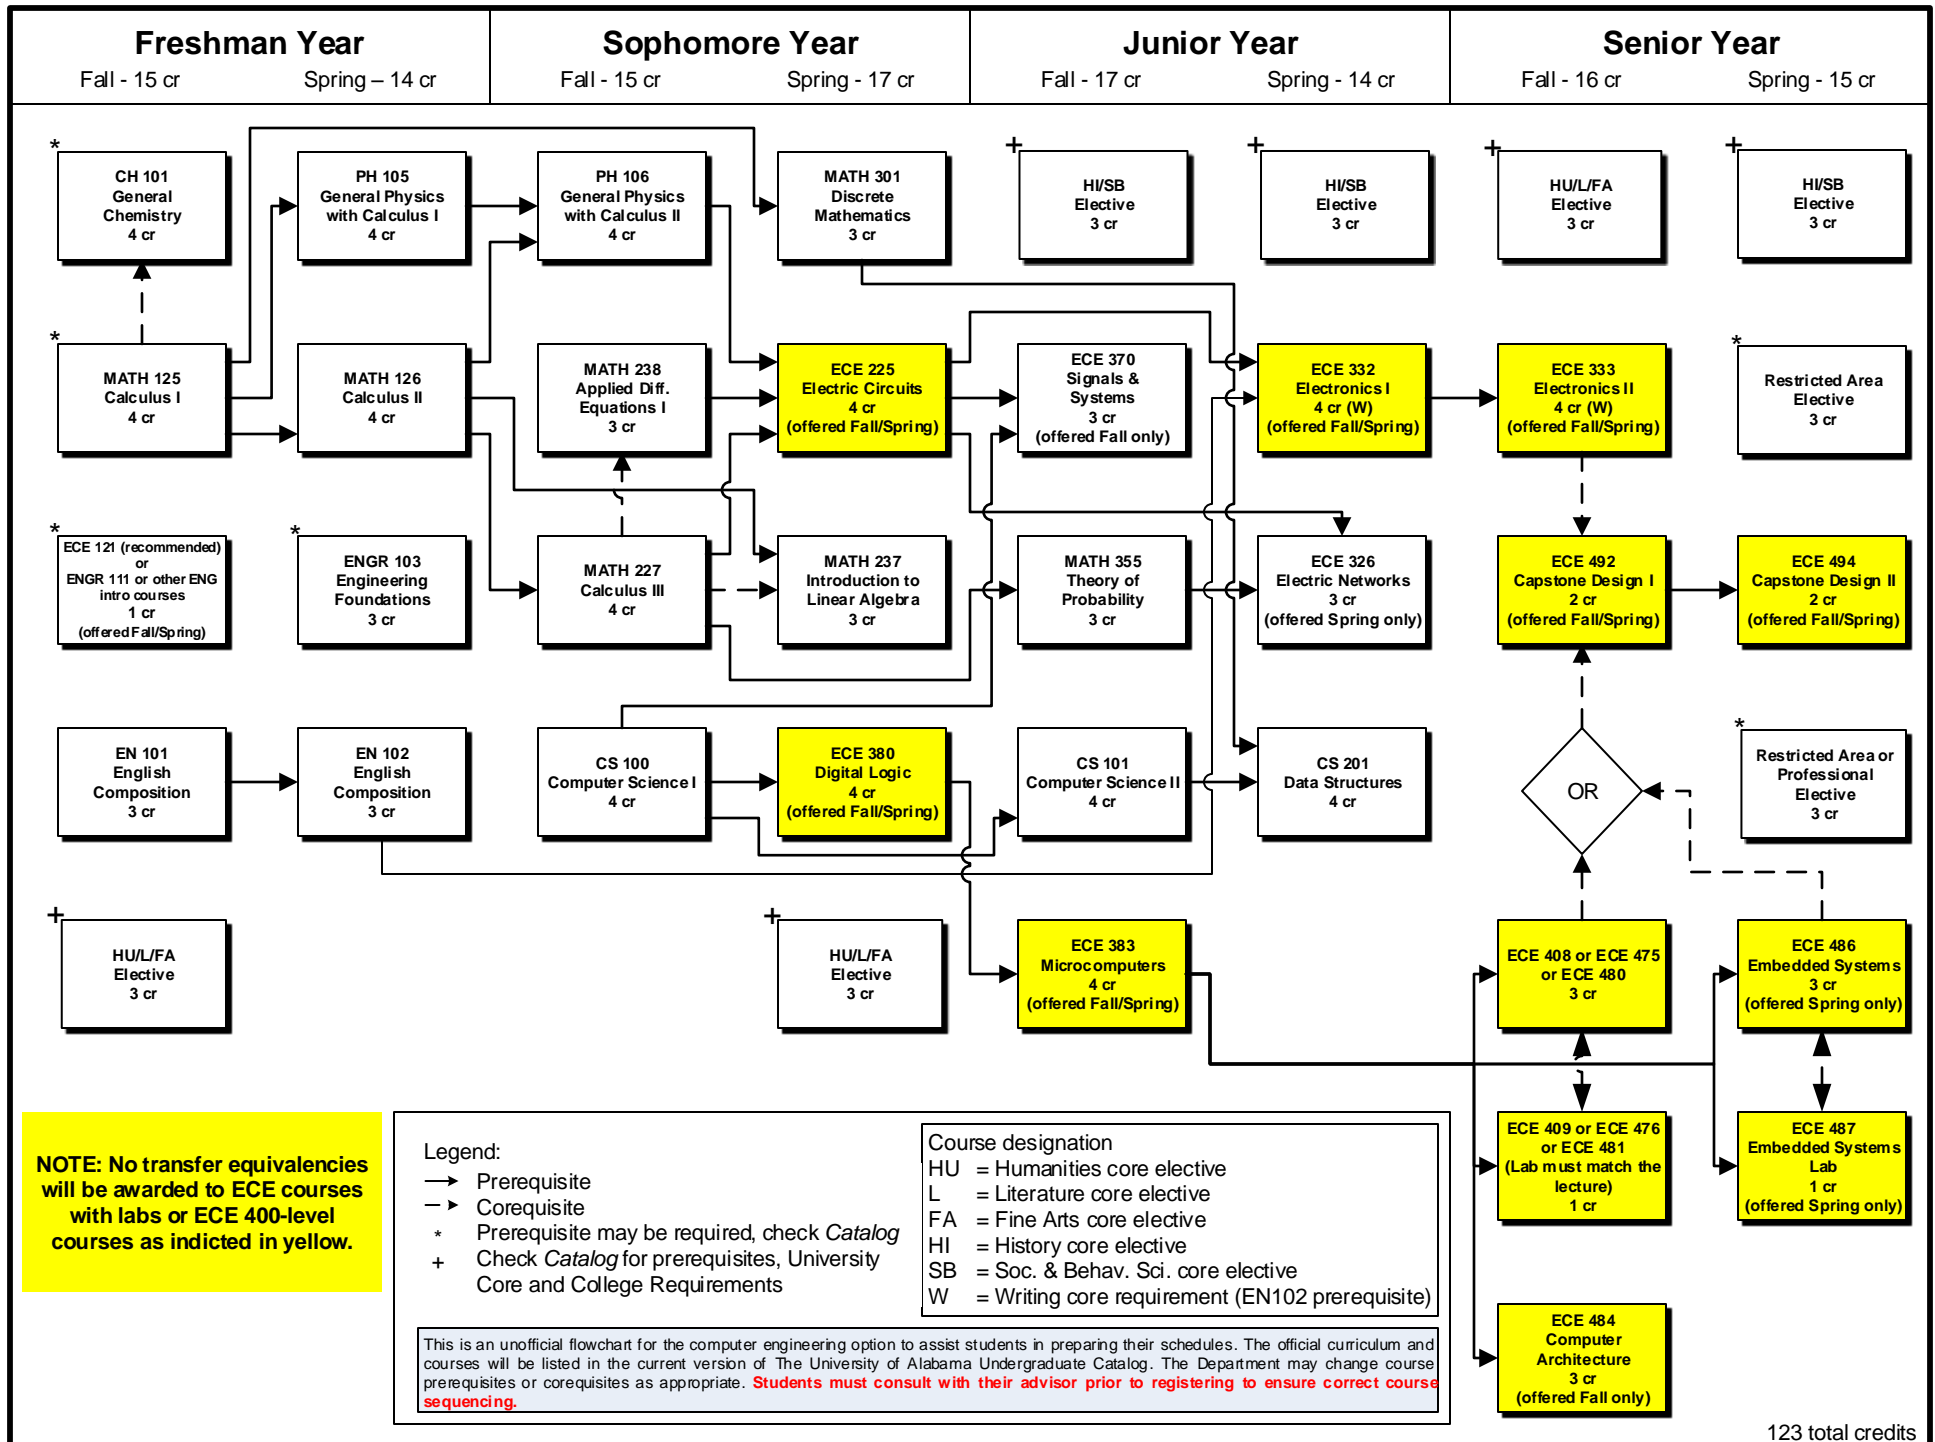 Freshman Year
Fall - 15 cr
Spring – 14 cr
Sophomore Year
Fall - 15 cr
Spring - 17 cr
Junior Year
Fall - 17 cr
Spring - 14 cr
Senior Year
Fall - 16 cr
Spring - 15 cr
*
CH 101
General
Chemistry
4 cr
PH 105
General Physics
with Calculus I
4 cr
PH 106
General Physics
with Calculus II
4 cr
MATH 301
Discrete
Mathematics
3 cr
+
HI/SB
Elective
3 cr
+
HI/SB
Elective
3 cr
+
HU/L/FA
Elective
3 cr
+
HI/SB
Elective
3 cr
*
MATH 125
Calculus I
4 cr
MATH 126
Calculus II
4 cr
MATH 238
Applied Diff.
Equations I
3 cr
ECE 225
Electric Circuits
4 cr
(offered Fall/Spring)
ECE 370
Signals &
Systems
3 cr
(offered Fall only)
ECE 332
Electronics I
4 cr (W)
(offered Fall/Spring)
ECE 333
Electronics II
4 cr (W)
(offered Fall/Spring)
*
Restricted Area
Elective
3 cr
*
ECE 121 (recommended)
or
ENGR 111 or other ENG
intro courses
1 cr
(offered Fall/Spring)
*
ENGR 103
Engineering
Foundations
3 cr
MATH 227
Calculus III
4 cr
MATH 237
Introduction to
Linear Algebra
3 cr
MATH 355
Theory of
Probability
3 cr
ECE 326
Electric Networks
3 cr
(offered Spring only)
ECE 492
Capstone Design I
2 cr
(offered Fall/Spring)
ECE 494
Capstone Design II
2 cr
(offered Fall/Spring)
EN 101
English
Composition
3 cr
EN 102
English
Composition
3 cr
CS 100
Computer Science I
4 cr
ECE 380
Digital Logic
4 cr
(offered Fall/Spring)
CS 101
Computer Science II
4 cr
CS 201
Data Structures
4 cr
OR
*
Restricted Area or
Professional
Elective
3 cr
+
HU/L/FA
Elective
3 cr
+
HU/L/FA
Elective
3 cr
ECE 383
Microcomputers
4 cr
(offered Fall/Spring)
ECE 408 or ECE 475
or ECE 480
3 cr
ECE 486
Embedded Systems
3 cr
(offered Spring only)
ECE 409 or ECE 476
or ECE 481
(Lab must match the
lecture)
1 cr
ECE 487
Embedded Systems
Lab
1 cr
(offered Spring only)
ECE 484
Computer
Architecture
3 cr
(offered Fall only)
NOTE: No transfer equivalencies
will be awarded to ECE courses
with labs or ECE 400-level
courses as indicted in yellow.
Legend:
Prerequisite
Corequisite
* Prerequisite may be required, check Catalog
+ Check Catalog for prerequisites, University
Core and College Requirements
Course designation
HU = Humanities core elective
L = Literature core elective
FA = Fine Arts core elective
HI = History core elective
SB = Soc. & Behav. Sci. core elective
W = Writing core requirement (EN102 prerequisite)
This is an unofficial flowchart for the computer engineering option to assist students in preparing their schedules. The official curriculum and
courses will be listed in the current version of The University of Alabama Undergraduate Catalog. The Department may change course
prerequisites or corequisites as appropriate. Students must consult with their advisor prior to registering to ensure correct course
sequencing.
123 total credits